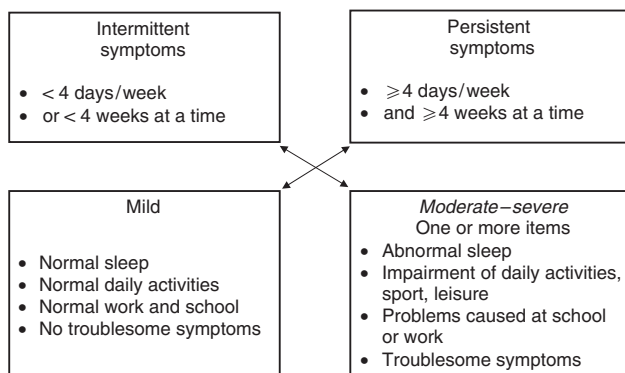 Intermittent
symptoms
• < 4 days/week
• or < 4 weeks at a time
Persistent
symptoms
• ⩾4 days/week
• and ⩾4 weeks at a time
Mild
• Normal sleep
• Normal daily activities
• Normal work and school
• No troublesome symptoms
Moderate–severe
One or more items
• Abnormal sleep
• Impairment of daily activities,
sport, leisure
• Problems caused at school
or work
• Troublesome symptoms